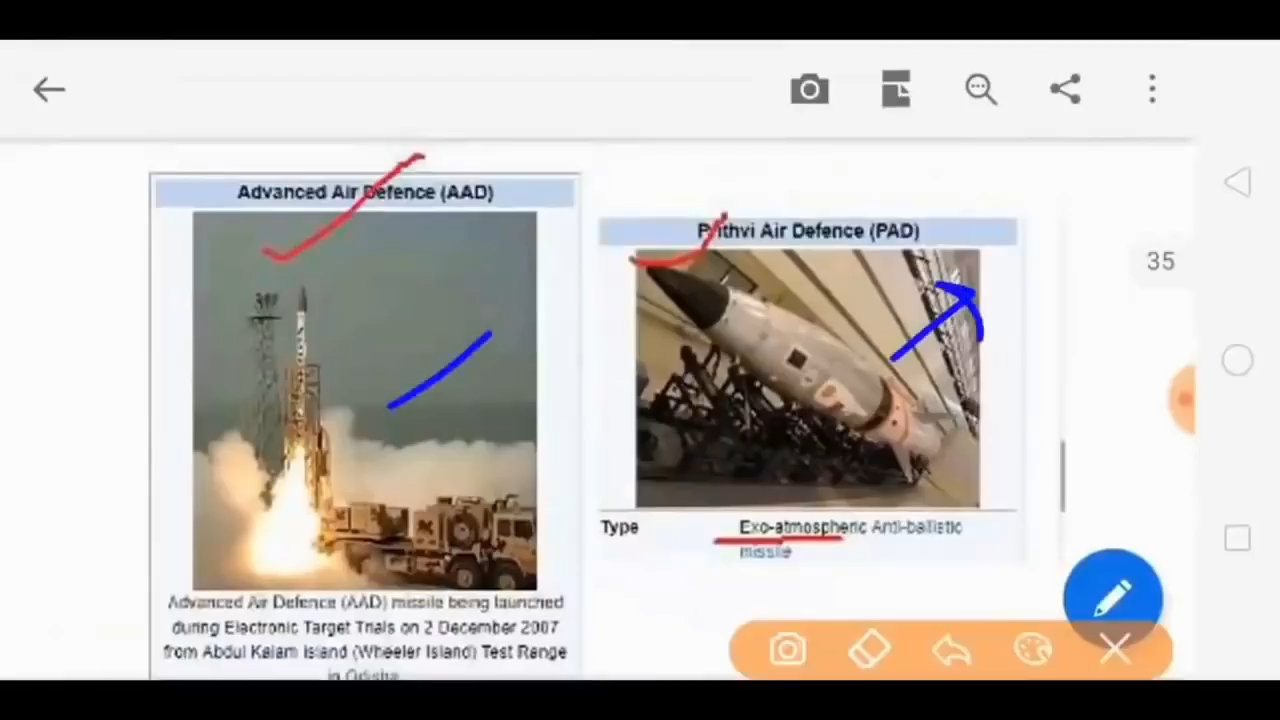 Advanced Air Defence (AAD)
Prithvi Air Defence (PAD)
35
Type Exo-atmospheric Anti-ballistic
missile
Advanced Air Defence (AAD) missile being launched
during Electronic Target Trials on 2 December 2007
from Abdul Kalam Island (Wheeler Island) Test Range
in Odisha